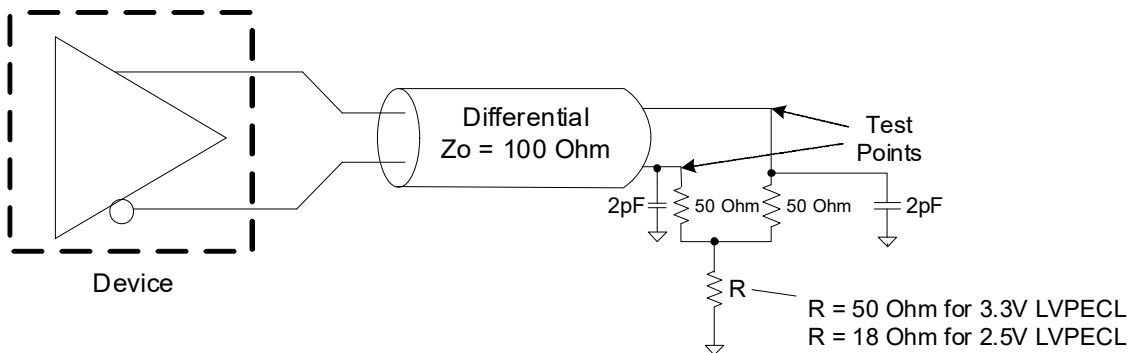 Differential
Zo = 100 Ohm
Test
Points
2pF
50 Ohm
50 Ohm
2pF
Device
R
R = 50 Ohm for 3.3V LVPECL
R = 18 Ohm for 2.5V LVPECL